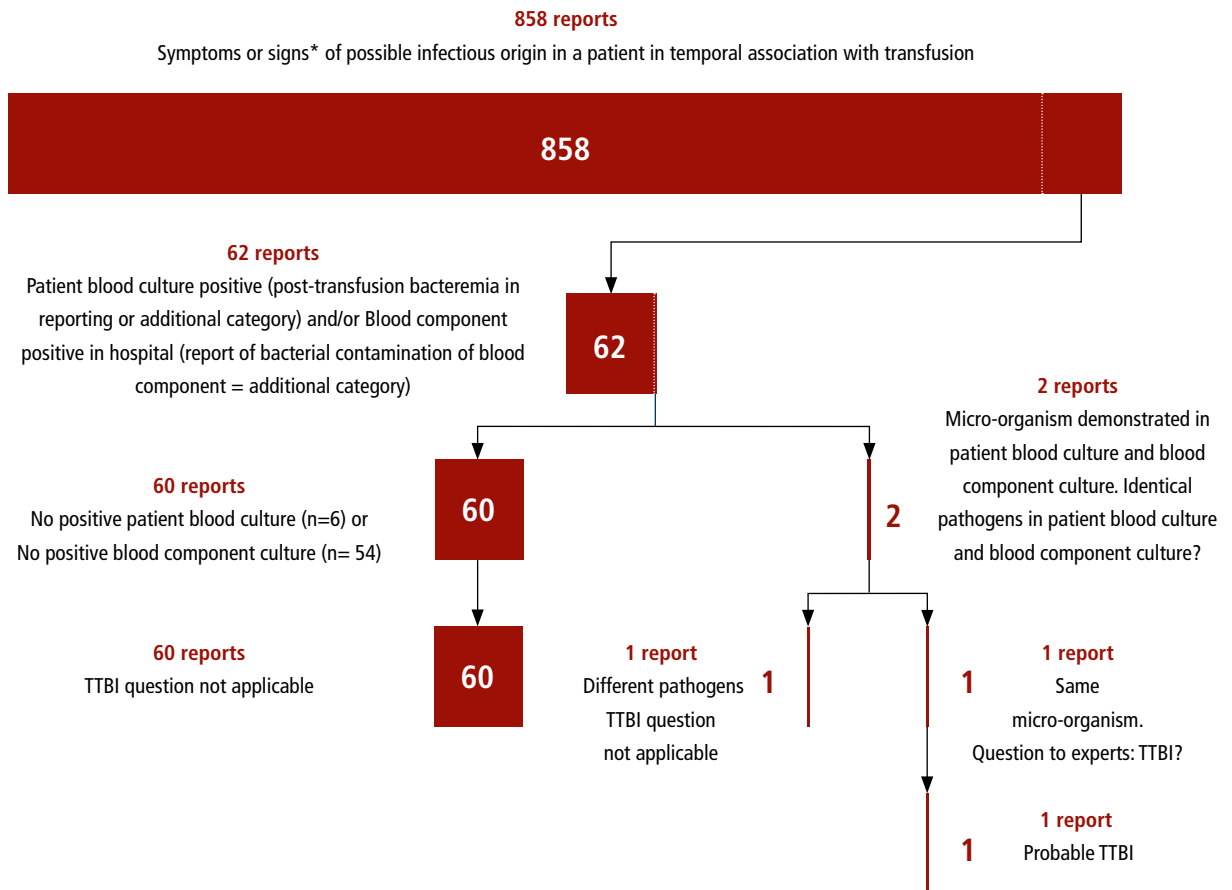 858 reports
Symptoms or signs* of possible infectious origin in a patient in temporal association with transfusion
858
62 reports
Patient blood culture positive (post-transfusion bacteremia in
reporting or additional category) and/or Blood component
positive in hospital (report of bacterial contamination of blood
component = additional category)
62
2 reports
Micro-organism demonstrated in
patient blood culture and blood
component culture. Identical
pathogens in patient blood culture
and blood component culture?
60 reports
No positive patient blood culture (n=6) or
No positive blood component culture (n= 54)
60
2
60 reports
TTBI question not applicable
60
1 report
Different pathogens
TTBI question
not applicable
1
1
1 report
Same
micro-organism.
Question to experts: TTBI?
1
1 report
Probable TTBI